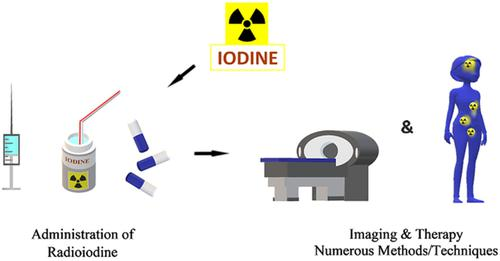 IODINE
IODINE
&
Administration of
Radioiodine
Imaging & Therapy
Numerous Methods/Techniques